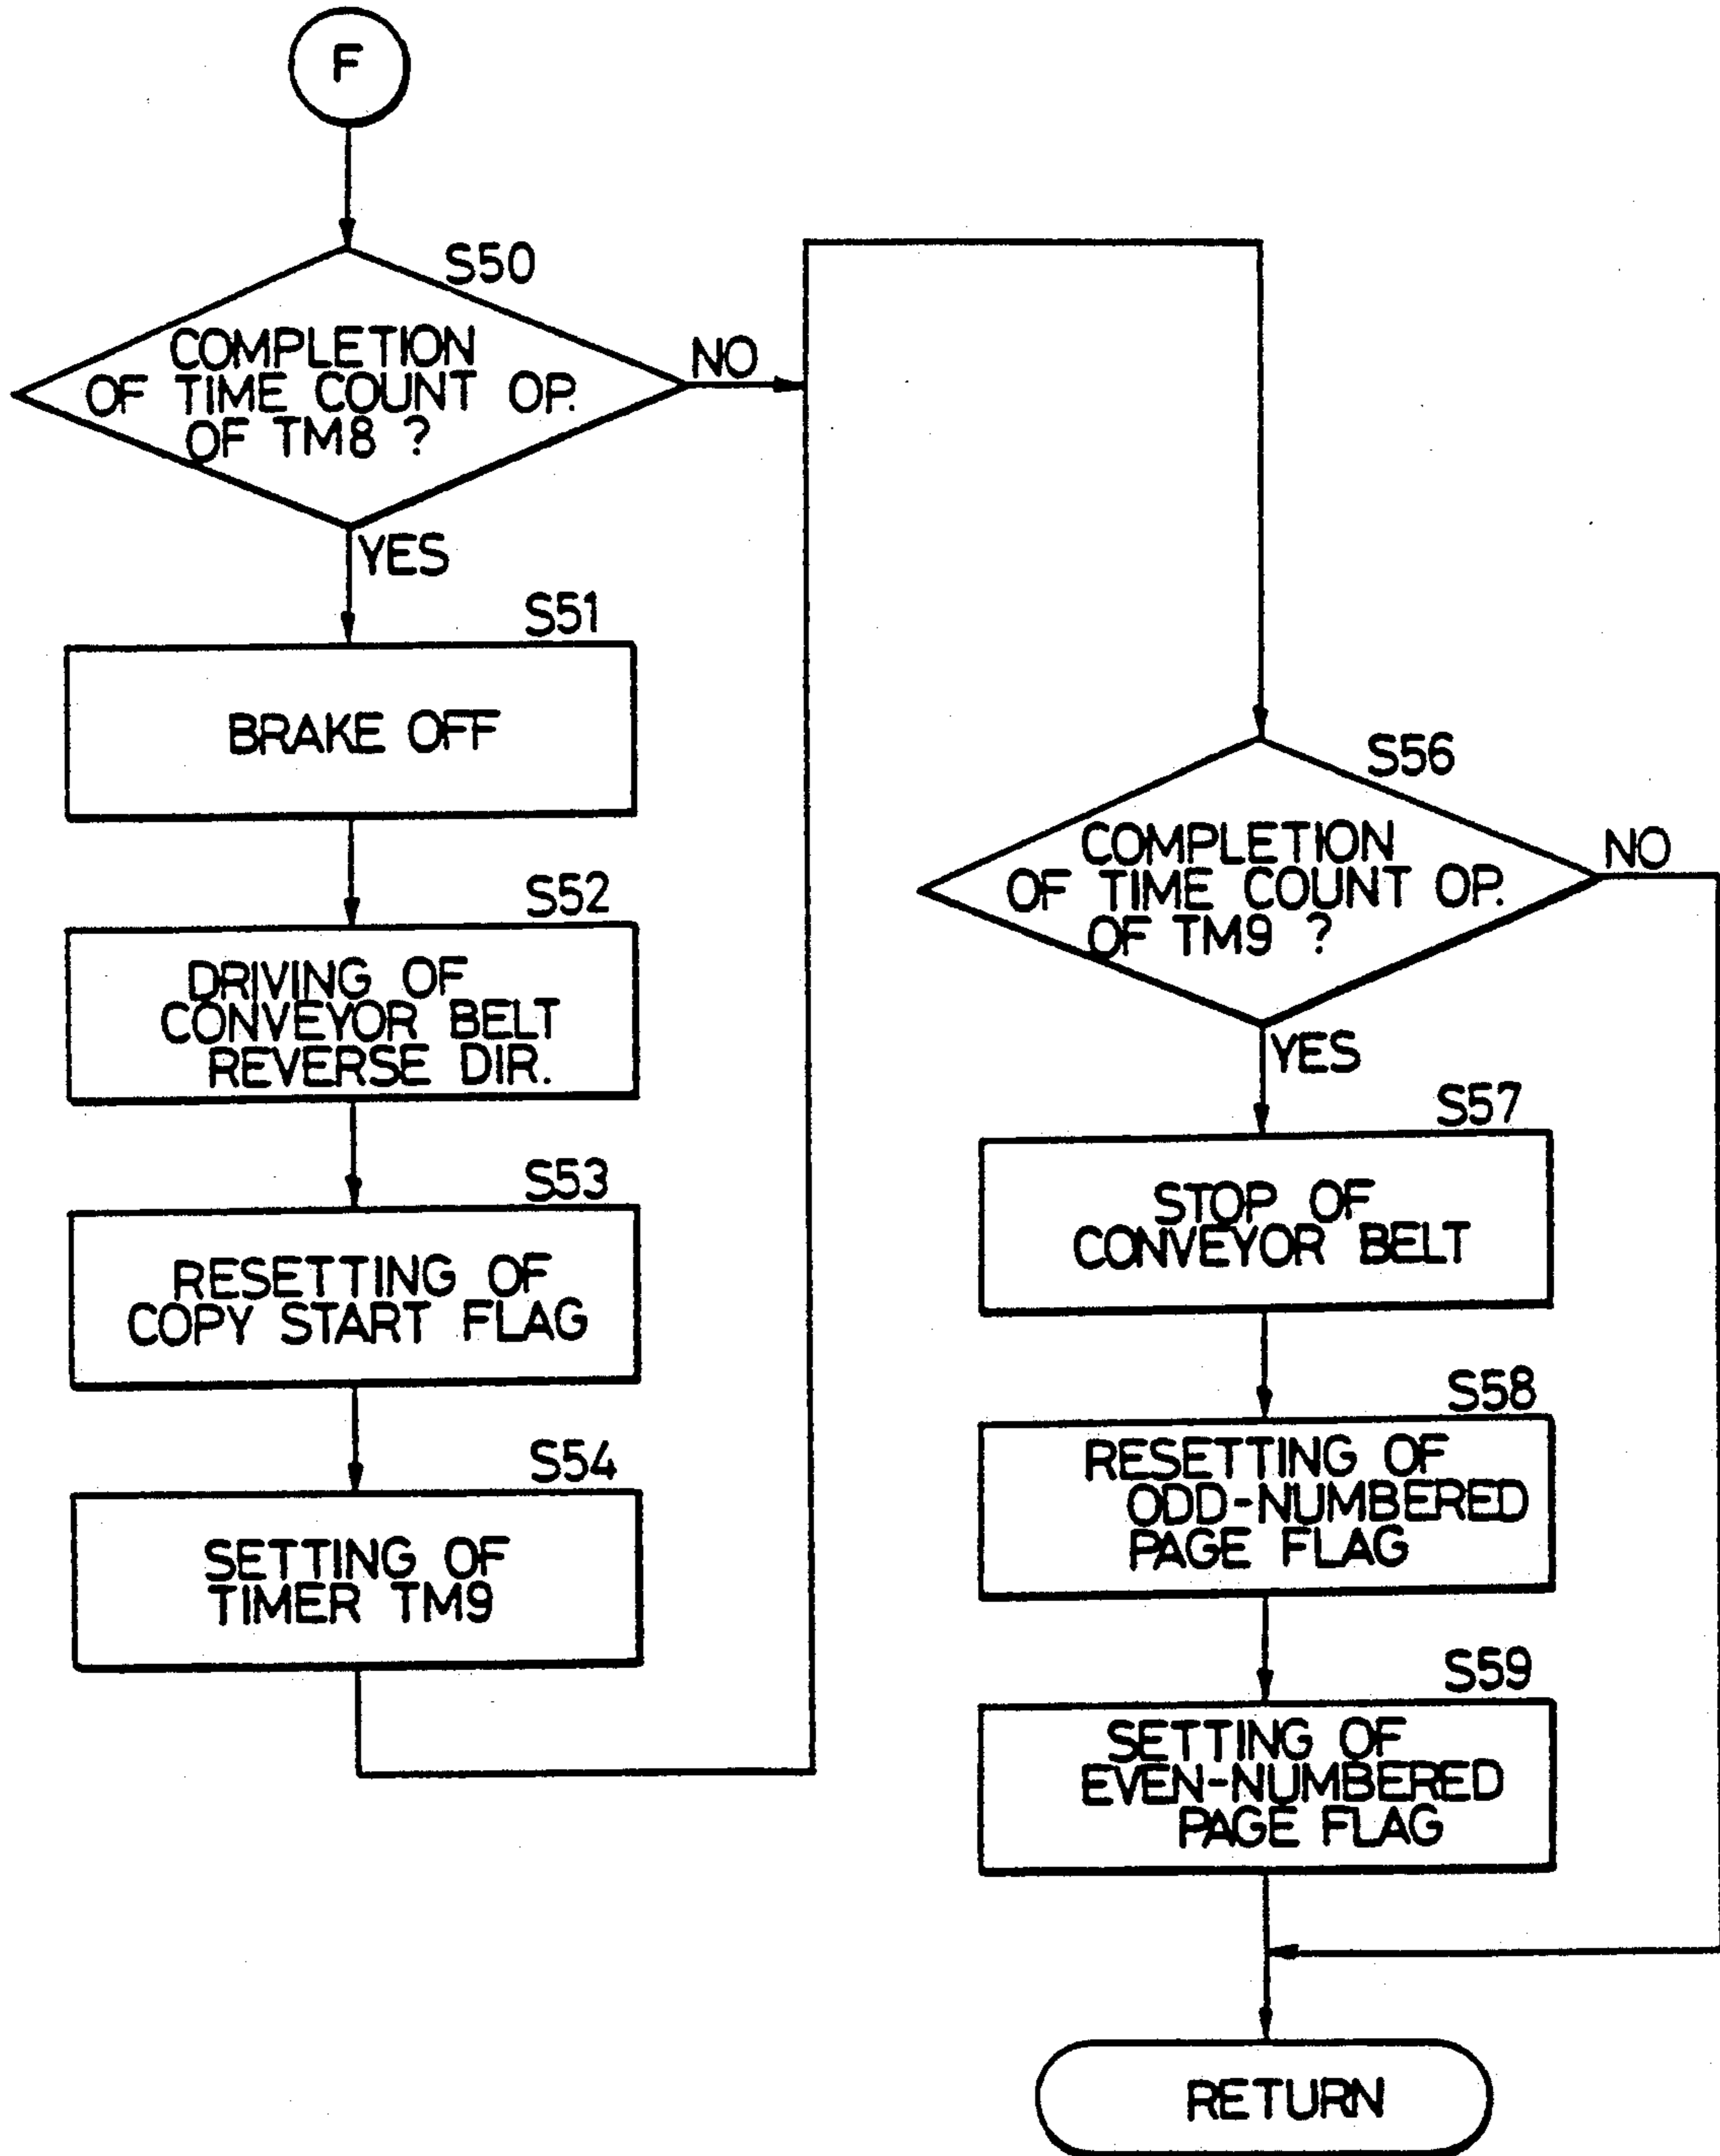 F
S50
COMPLETION
OF TIME COUNT OP.
OF TM8 ?
NO
YES
S51
BRAKE OFF
S52
DRIVING OF
CONVEYOR BELT
REVERSE DIR.
S53
RESETTING OF
COPY START FLAG
S54
SETTING OF
TIMER TM9
S56
COMPLETION
OF TIME COUNT OP.
OF TM9 ?
NO
YES
S57
STOP OF
CONVEYOR BELT
S58
RESETTING OF
ODD-NUMBERED
PAGE FLAG
S59
SETTING OF
EVEN-NUMBERED
PAGE FLAG
RETURN